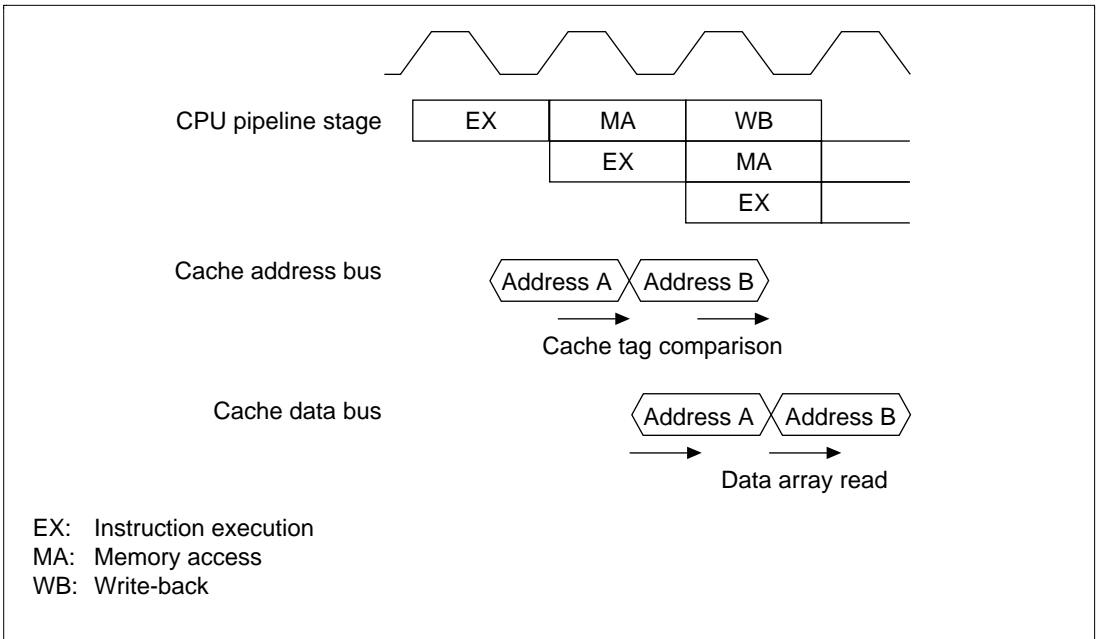 CPU pipeline stage EX MA WB
EX MA
EX
Cache address bus Address A Address B
Cache tag comparison
Cache data bus Address A Address B
Data array read
EX: Instruction execution
MA: Memory access
WB: Write-back